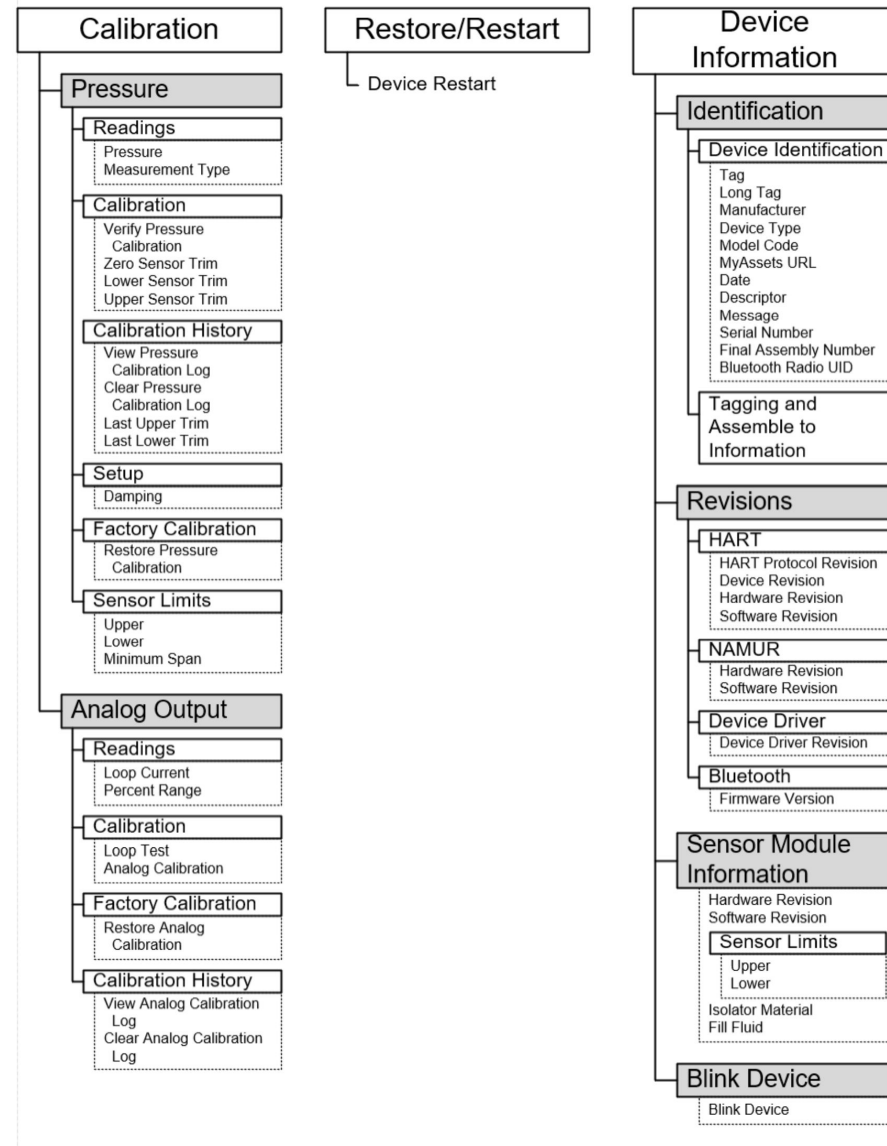 Calibration
Pressure
Readings
Pressure
Measurement Type
Calibration
Verify Pressure
Calibration
Zero Sensor Trim
Lower Sensor Trim
Upper Sensor Trim
Calibration History
View Pressure
Calibration Log
Clear Pressure
Calibration Log
Last Upper Trim
Last Lower Trim
Setup
Damping
Factory Calibration
Restore Pressure
Calibration
Sensor Limits
Upper
Lower
Minimum Span
Analog Output
Readings
Loop Current
Percent Range
Calibration
Loop Test
Analog Calibration
Factory Calibration
Restore Analog
Calibration
Calibration History
View Analog Calibration
Log
Clear Analog Calibration
Log
Restore/Restart
Device Restart
Device
Information
Identification
Device Identification
Tag
Long Tag
Manufacturer
Device Type
Model Code
MyAssets URL
Date
Descriptor
Message
Serial Number
Final Assembly Number
Bluetooth Radio UID
Tagging and
Assemble to
Information
Revisions
HART
HART Protocol Revision
Device Revision
Hardware Revision
Software Revision
NAMUR
Hardware Revision
Software Revision
Device Driver
Device Driver Revision
Bluetooth
Firmware Version
Sensor Module
Information
Hardware Revision
Software Revision
Sensor Limits
Upper
Lower
Isolator Material
Fill Fluid
Blink Device
Blink Device